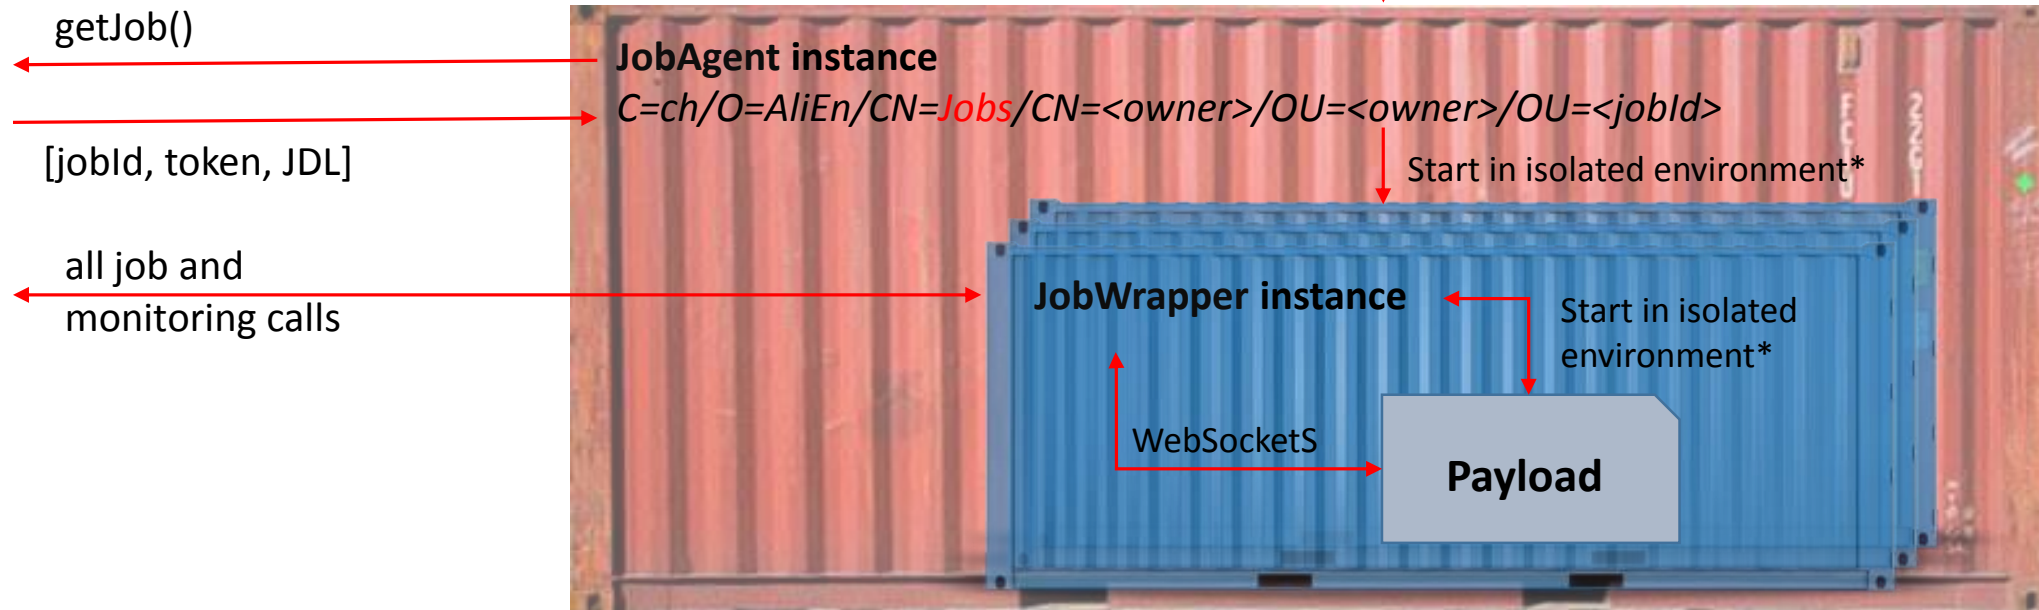 getJob()
JobAgent instance
C=ch/O=AliEn/CN=Jobs/CN=<owner>/OU=<owner>/OU=<jobId>
[jobId, token, JDL]
Start in isolated environment*
all job and
monitoring calls
JobWrapper instance
Start in isolated
environment*
WebSocketS
Payload